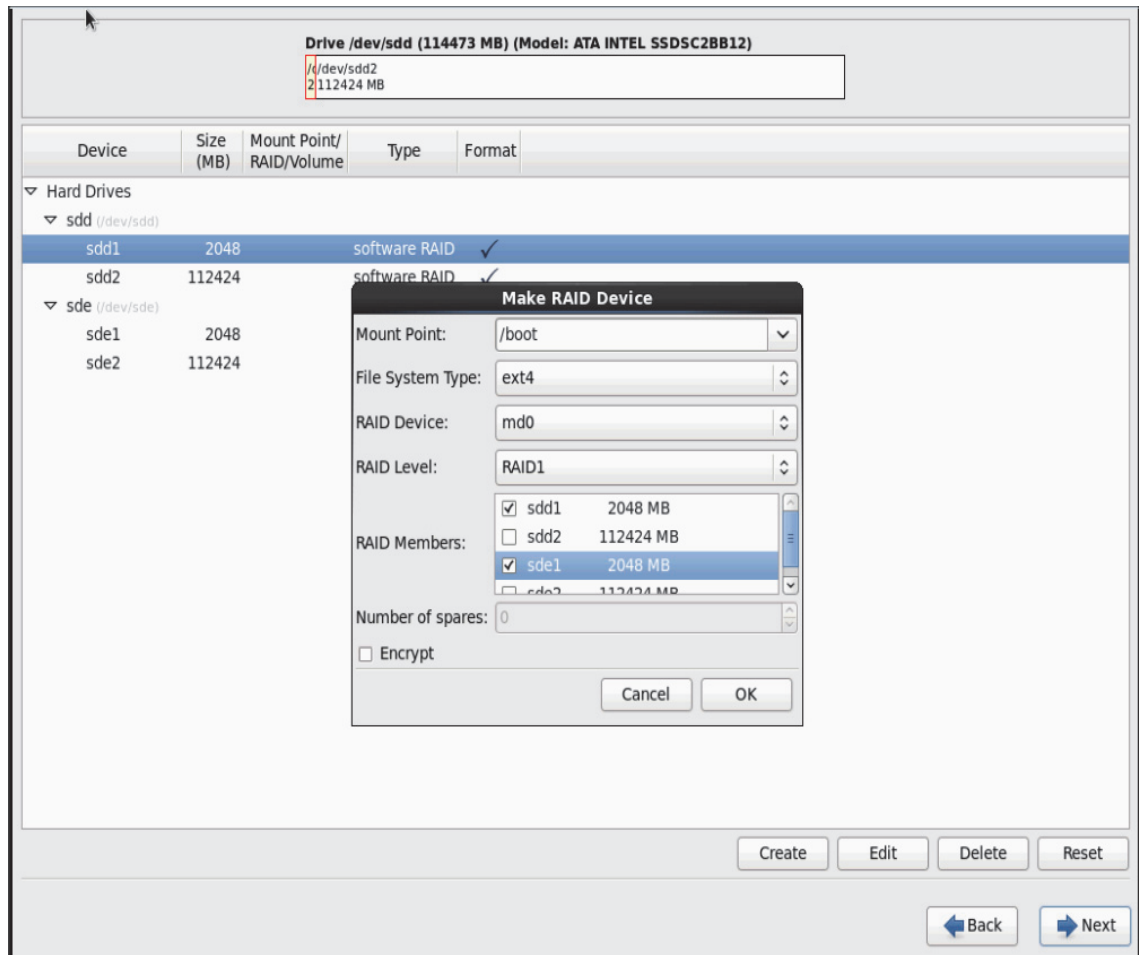 Drive /dev/sdd (114473 MB) (Model: ATA INTEL SSDSC2BB12)
/dev/sdd2
2 112424 MB
Device Size (MB) Mount Point/ RAID/Volume Type Format
Hard Drives
sdd (/dev/sdd)
sdd1 2048 software RAID
sdd2 112424 software RAID
sde (/dev/sde)
sde1 2048
sde2 112424
Make RAID Device
Mount Point: /boot
File System Type: ext4
RAID Device: md0
RAID Level: RAID1
sdd1 2048 MB
sdd2 112424 MB
RAID Members:
sde1 2048 MB
sde2 112424 MB
Number of spares: 0
Encrypt
Cancel OK
Create Edit Delete Reset
Back Next